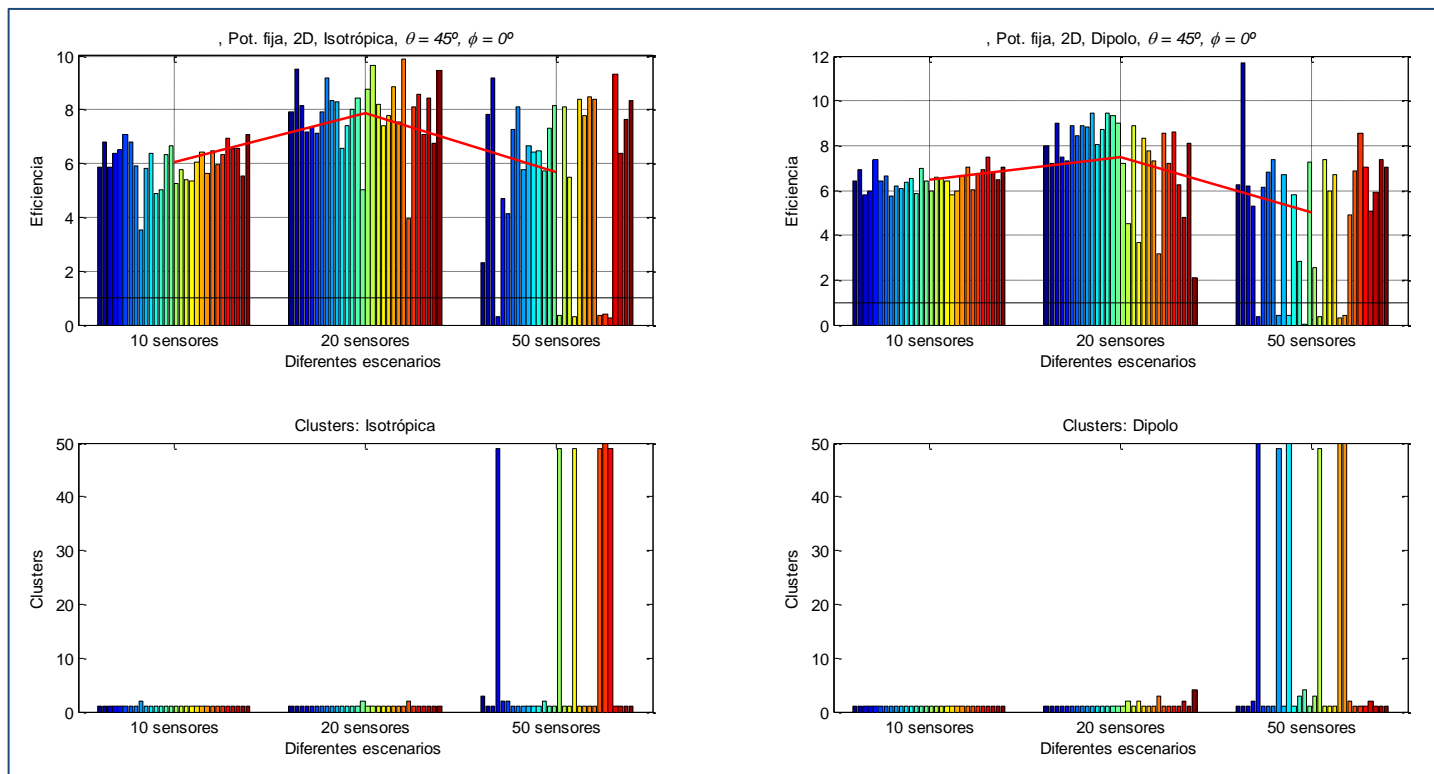 , Pot. fija, 2D, Isotrópica, θ = 45º, ϕ = 0º
10
8
6
4
2
0
Eficiencia
10 sensores
20 sensores
50 sensores
Diferentes escenarios
, Pot. fija, 2D, Dipolo, θ = 45º, ϕ = 0º
12
10
8
6
4
2
0
Eficiencia
10 sensores
20 sensores
50 sensores
Diferentes escenarios
Clusters: Isotrópica
50
40
30
20
10
0
Clusters
10 sensores
20 sensores
50 sensores
Diferentes escenarios
Clusters: Dipolo
50
40
30
20
10
0
Clusters
10 sensores
20 sensores
50 sensores
Diferentes escenarios